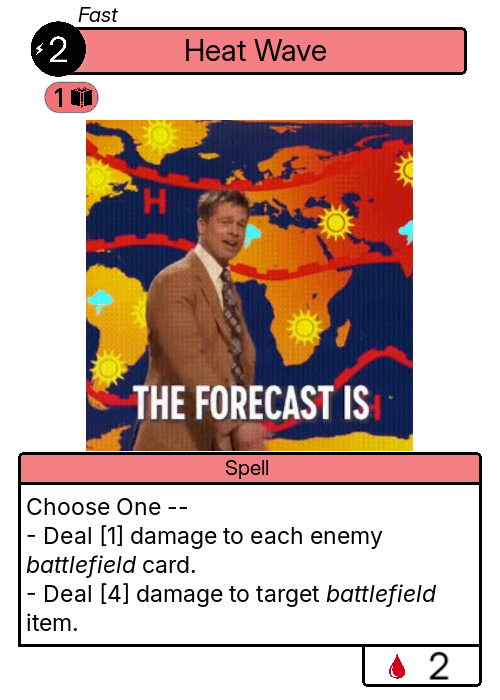 Fast
2
Heat Wave
1
H
THE FORECAST IS
Spell
Choose One --
- Deal [1] damage to each enemy
battlefield card.
- Deal [4] damage to target battlefield
item.
2